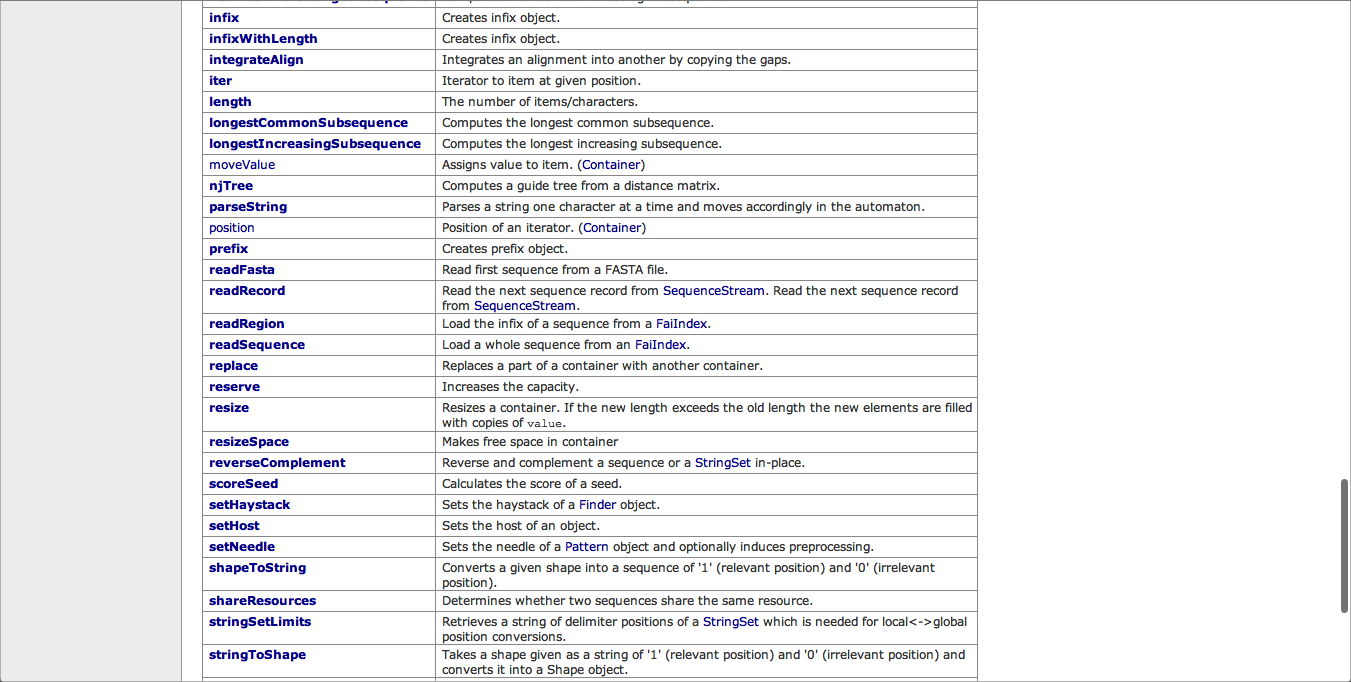 infix Creates infix object.
infixWithLength Creates infix object.
integrateAlign Integrates an alignment into another by copying the gaps.
iter Iterator to item at given position.
length The number of items/characters.
longestCommonSubsequence Computes the longest common subsequence.
longestIncreasingSubsequence Computes the longest increasing subsequence.
moveValue Assigns value to item. (Container)
njTree Computes a guide tree from a distance matrix.
parseString Parses a string one character at a time and moves accordingly in the automaton.
position Position of an iterator. (Container)
prefix Creates prefix object.
readFasta Read first sequence from a FASTA file.
readRecord Read the next sequence record from SequenceStream. Read the next sequence record
from SequenceStream.
readRegion Load the infix of a sequence from a FaiIndex.
readSequence Load a whole sequence from an FaiIndex.
replace Replaces a part of a container with another container.
reserve Increases the capacity.
resize Resizes a container. If the new length exceeds the old length the new elements are filled
with copies of value.
resizeSpace Makes free space in container
reverseComplement Reverse and complement a sequence or a StringSet in-place.
scoreSeed Calculates the score of a seed.
setHaystack Sets the haystack of a Finder object.
setHost Sets the host of an object.
setNeedle Sets the needle of a Pattern object and optionally induces preprocessing.
shapeToString Converts a given shape into a sequence of '1' (relevant position) and '0' (irrelevant
position).
shareResources Determines whether two sequences share the same resource.
stringSetLimits Retrieves a string of delimiter positions of a StringSet which is needed for local<->global
position conversions.
stringToShape Takes a shape given as a string of '1' (relevant position) and '0' (irrelevant position) and
converts it into a Shape object.